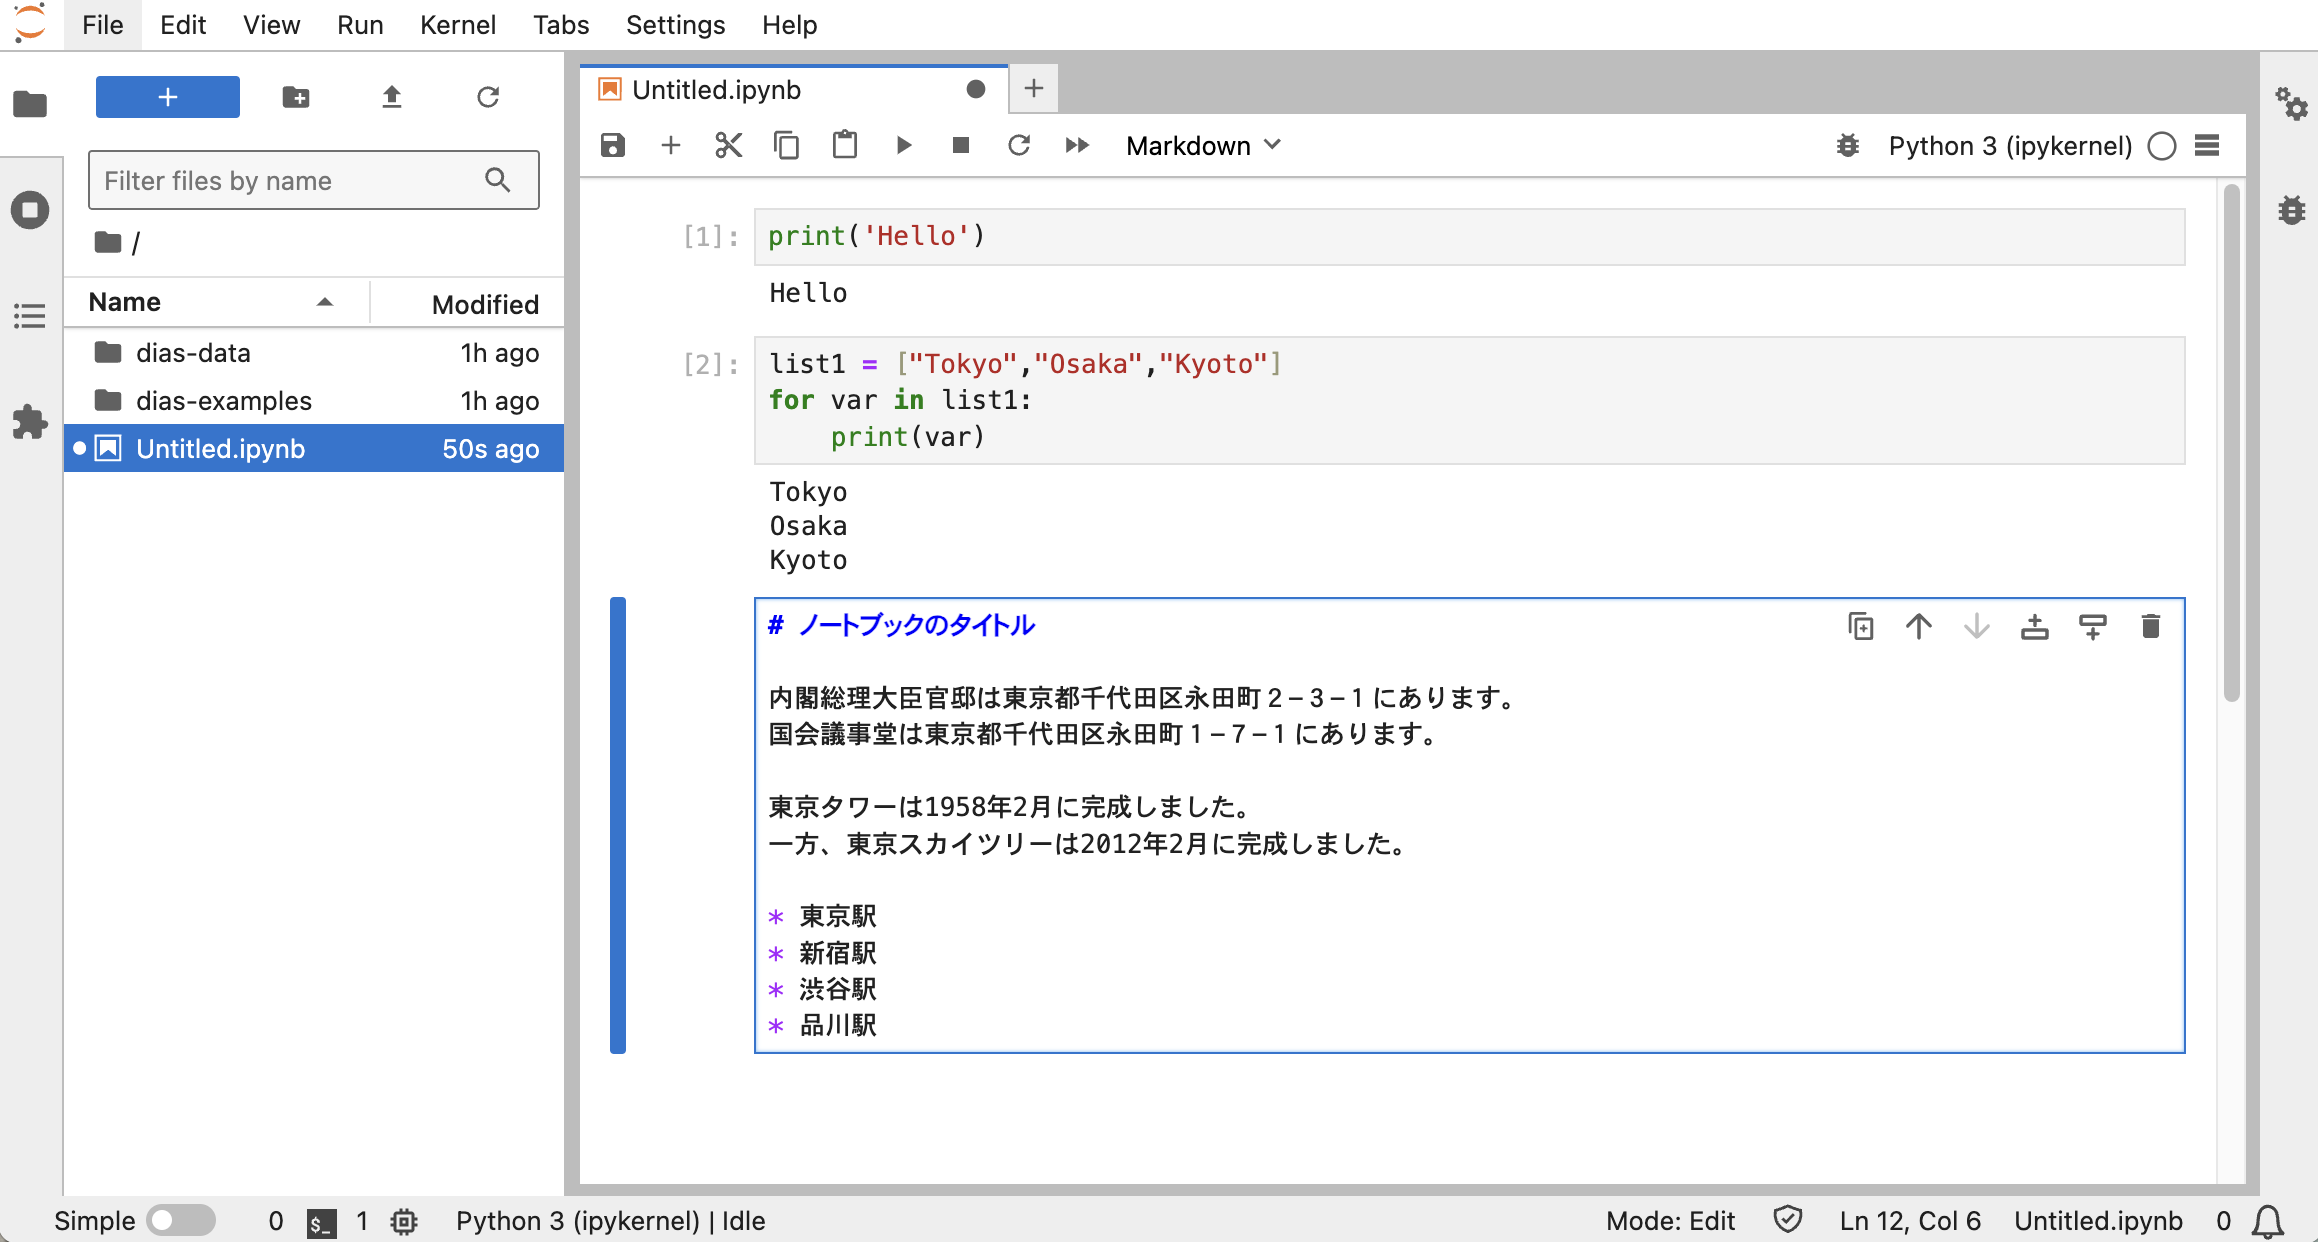 File Edit View Run Kernel Tabs Settings Help
Untitled.ipynb
Markdown
Python 3 (ipykernel)
Filter files by name
/
Name Modified
dias-data 1h ago
dias-examples 1h ago
Untitled.ipynb 50s ago
[1]: print('Hello')
Hello
[2]: list1 = ["Tokyo","Osaka","Kyoto"]
for var in list1:
    print(var)
Tokyo
Osaka
Kyoto
# ノートブックのタイトル
内閣総理大臣官邸は東京都千代田区永田町２−３−１にあります。
国会議事堂は東京都千代田区永田町１−７−１にあります。
東京タワーは1958年2月に完成しました。
一方、東京スカイツリーは2012年2月に完成しました。
* 東京駅
* 新宿駅
* 渋谷駅
* 品川駅
Simple 0 $_ 1 Python 3 (ipykernel) | Idle Mode: Edit Ln 12, Col 6 Untitled.ipynb 0